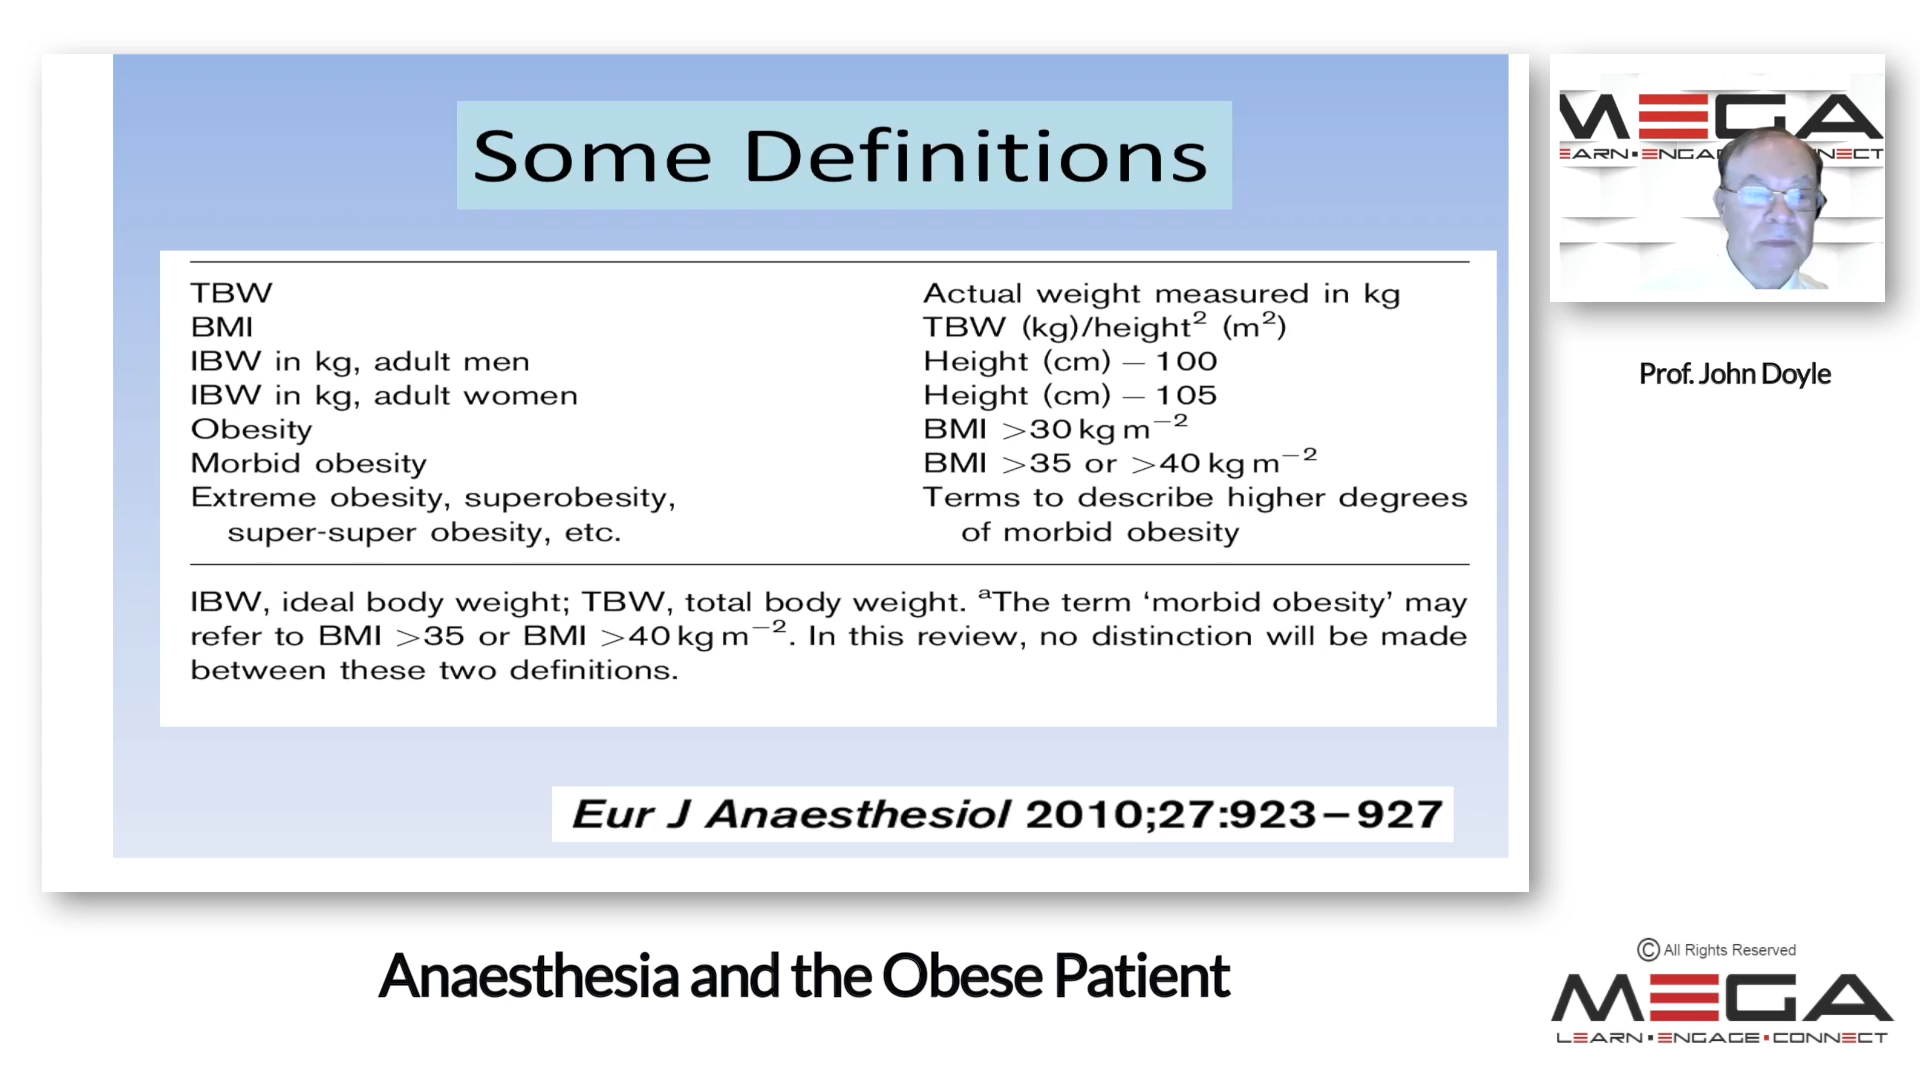 Some Definitions
TBW Actual weight measured in kg
BMI TBW (kg)/height² (m²)
IBW in kg, adult men Height (cm) – 100
IBW in kg, adult women Height (cm) – 105
Obesity BMI >30 kg m⁻²
Morbid obesity BMI >35 or >40 kg m⁻²
Extreme obesity, superobesity, Terms to describe higher degrees
super-super obesity, etc. of morbid obesity
IBW, ideal body weight; TBW, total body weight. ᵃThe term ‘morbid obesity’ may
refer to BMI >35 or BMI >40 kg m⁻². In this review, no distinction will be made
between these two definitions.
Eur J Anaesthesiol 2010;27:923–927
Anaesthesia and the Obese Patient
MEGA
EARN▪ENGA NECT
Prof. John Doyle
© All Rights Reserved
MEGA
LEARN▪ENGAGE▪CONNECT